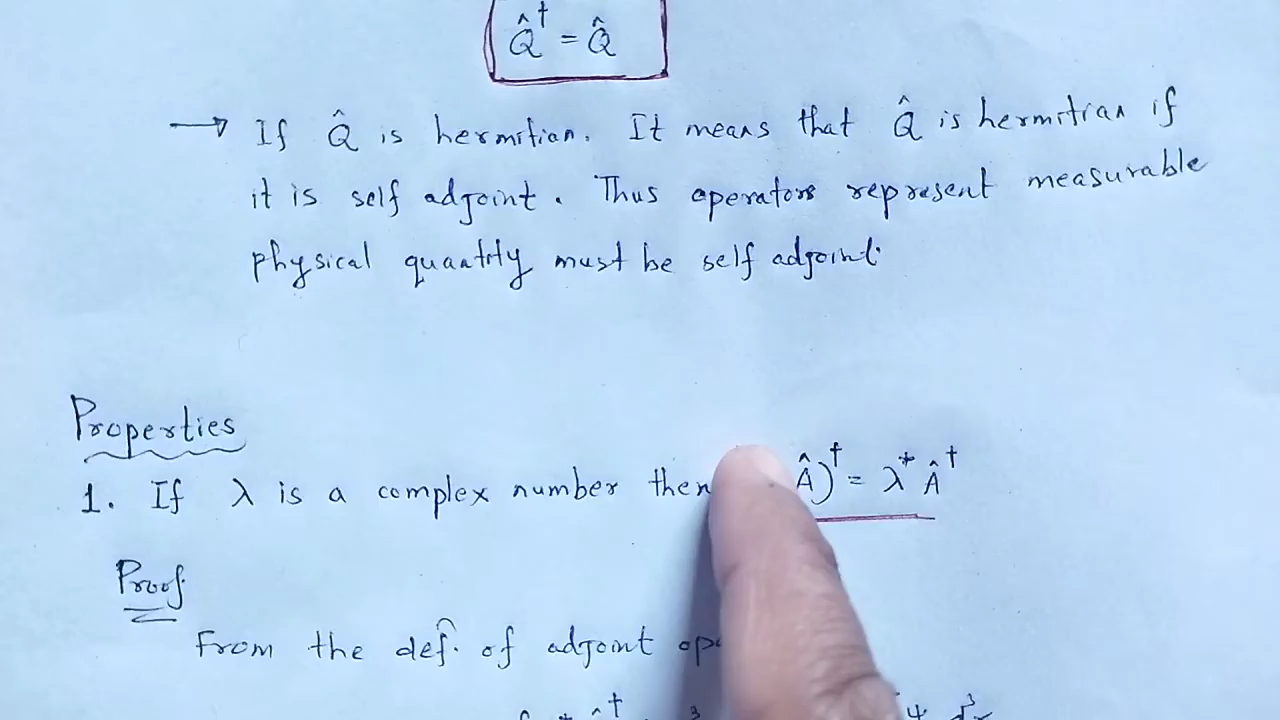 Q̂† = Q̂
→ If Q̂ is hermitian. It means that Q̂ is hermitian if
it is self adjoint. Thus operators represent measurable
physical quantity must be self adjoint.
Properties
1. If λ is a complex number then Â)† = λ* Â†
Proof
From the def. of adjoint